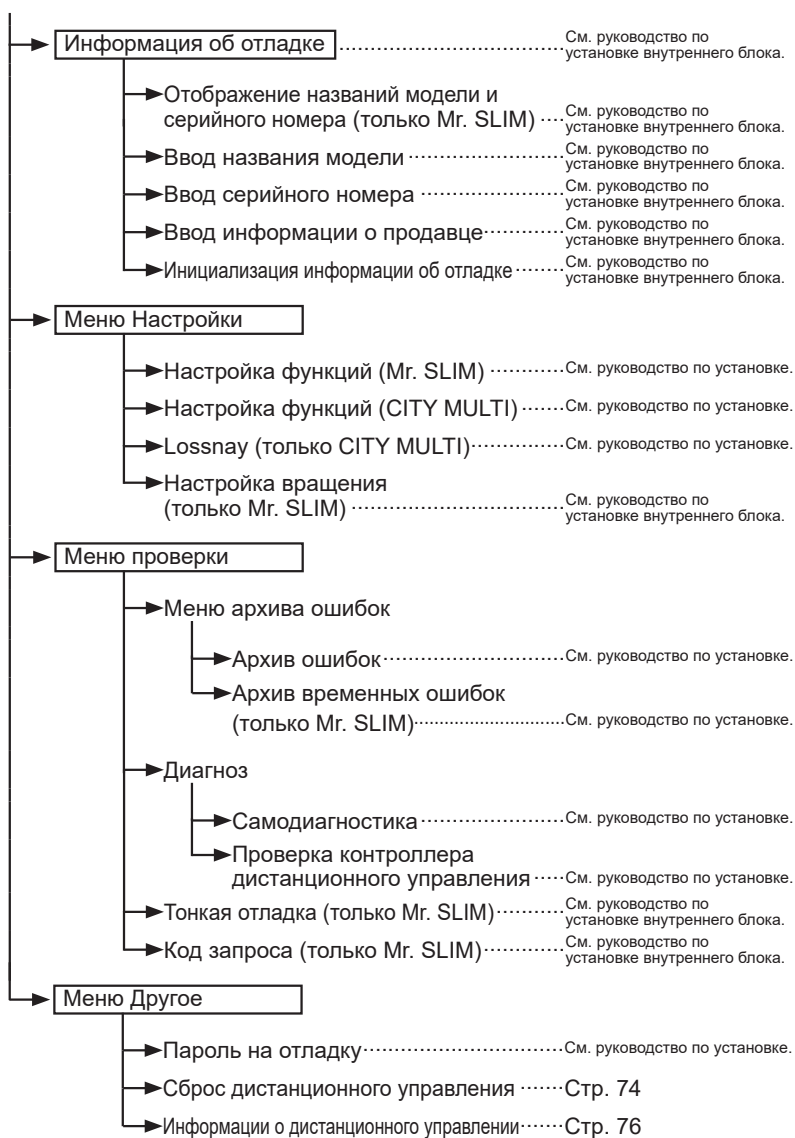 Информация об отладке ........ См. руководство по
установке внутреннего блока.
Отображение названий модели и
серийного номера (только Mr. SLIM) .... См. руководство по
установке внутреннего блока.
Ввод названия модели ........ См. руководство по
установке внутреннего блока.
Ввод серийного номера ........ См. руководство по
установке внутреннего блока.
Ввод информации о продавце ........ См. руководство по
установке внутреннего блока.
Инициализация информации об отладке ........ См. руководство по
установке внутреннего блока.
Меню Настройки
Настройка функций (Mr. SLIM) ........ См. руководство по установке.
Настройка функций (CITY MULTI) ........ См. руководство по установке.
Lossnay (только CITY MULTI) ........ См. руководство по установке.
Настройка вращения
(только Mr. SLIM) ........ См. руководство по
установке внутреннего блока.
Меню проверки
Меню архива ошибок
Архив ошибок ........ См. руководство по установке.
Архив временных ошибок
(только Mr. SLIM) ........ См. руководство по установке.
Диагноз
Самодиагностика ........ См. руководство по установке.
Проверка контроллера
дистанционного управления ..... См. руководство по установке.
Тонкая отладка (только Mr. SLIM) ........ См. руководство по
установке внутреннего блока.
Код запроса (только Mr. SLIM) ........ См. руководство по
установке внутреннего блока.
Меню Другое
Пароль на отладку ........ См. руководство по установке.
Сброс дистанционного управления ....... Стр. 74
Информации о дистанционного управлении ....... Стр. 76